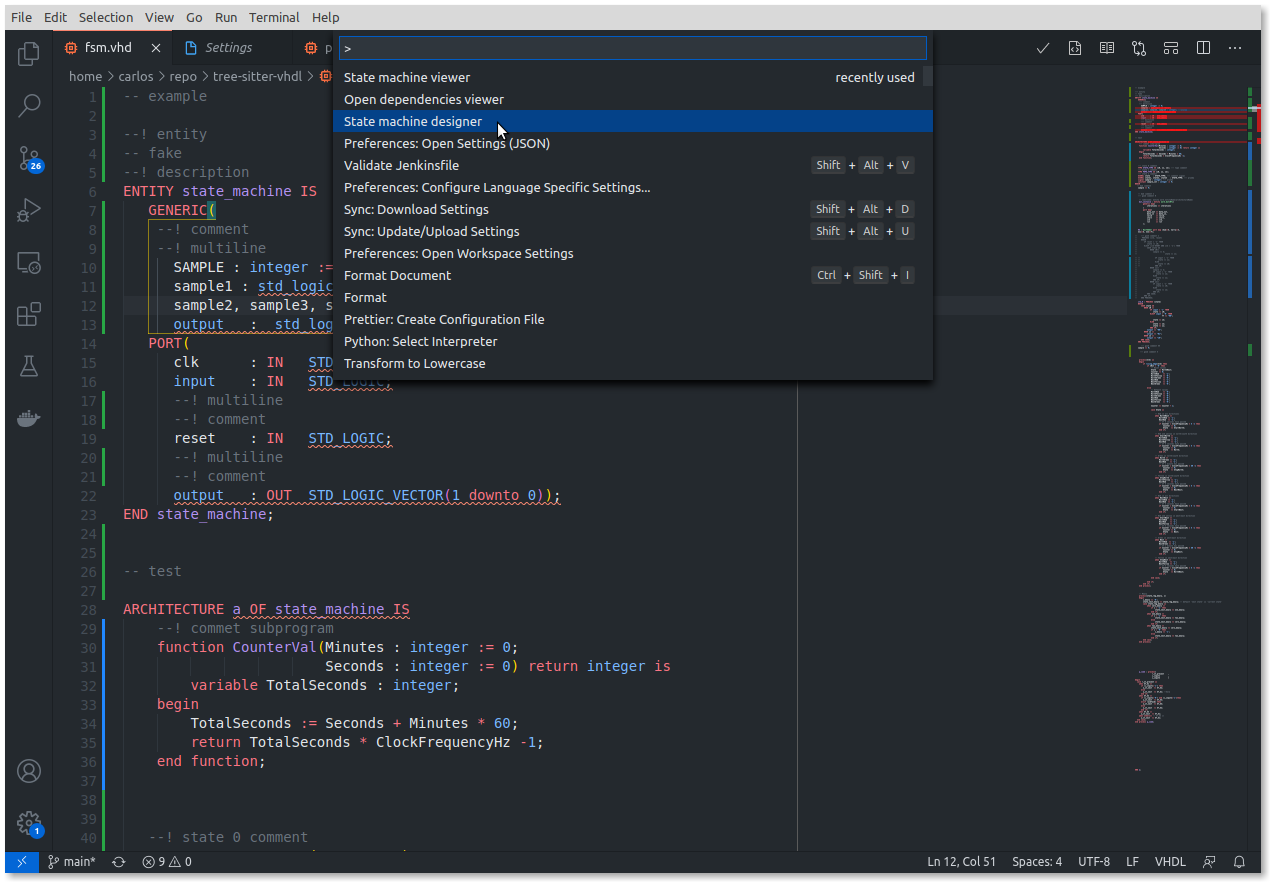 File Edit Selection View Go Run Terminal Help
fsm.vhd Settings p
>
home > carlos > repo > tree-sitter-vhdl >
State machine viewer recently used
Open dependencies viewer
State machine designer
Preferences: Open Settings (JSON)
Validate Jenkinsfile Shift + Alt + V
Preferences: Configure Language Specific Settings...
Sync: Download Settings Shift + Alt + D
Sync: Update/Upload Settings Shift + Alt + U
Preferences: Open Workspace Settings
Format Document Ctrl + Shift + I
Format
Prettier: Create Configuration File
Python: Select Interpreter
Transform to Lowercase
1 -- example
2
3 --! entity
4 -- fake
5 --! description
6 ENTITY state_machine IS
7 GENERIC(
8 --! comment
9 --! multiline
10 SAMPLE : integer :=
11 sample1 : std_logic
12 sample2, sample3, s
13 output : std_log
14 PORT(
15 clk : IN STD
16 input : IN STD_LOGIC;
17 --! multiline
18 --! comment
19 reset : IN STD_LOGIC;
20 --! multiline
21 --! comment
22 output : OUT STD_LOGIC_VECTOR(1 downto 0));
23 END state_machine;
24
25
26 -- test
27
28 ARCHITECTURE a OF state_machine IS
29 --! commet subprogram
30 function CounterVal(Minutes : integer := 0;
31 Seconds : integer := 0) return integer is
32 variable TotalSeconds : integer;
33 begin
34 TotalSeconds := Seconds + Minutes * 60;
35 return TotalSeconds * ClockFrequencyHz -1;
36 end function;
37
38
39
40 --! state 0 comment
26
1
main* 9 0 Ln 12, Col 51 Spaces: 4 UTF-8 LF VHDL